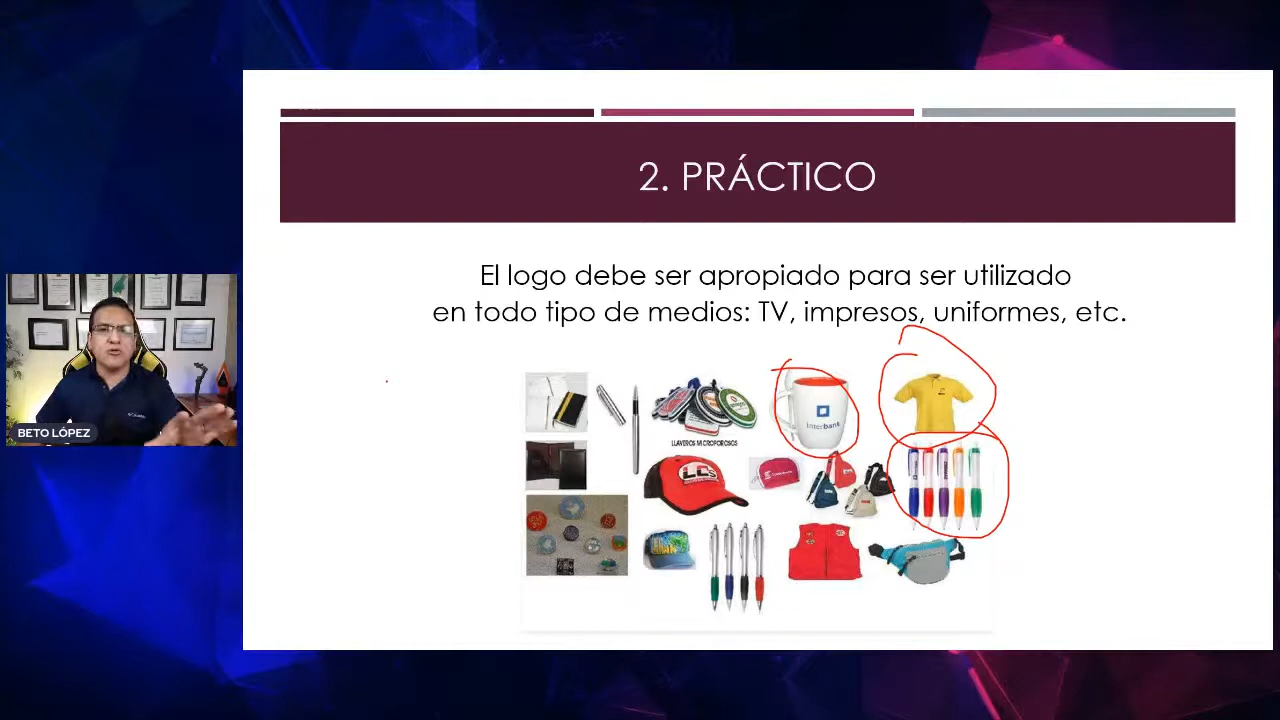 2. PRÁCTICO
El logo debe ser apropiado para ser utilizado
en todo tipo de medios: TV, impresos, uniformes, etc.
interbank
LLAVEROS MICROPOROSOS
LCs
BETO LÓPEZ